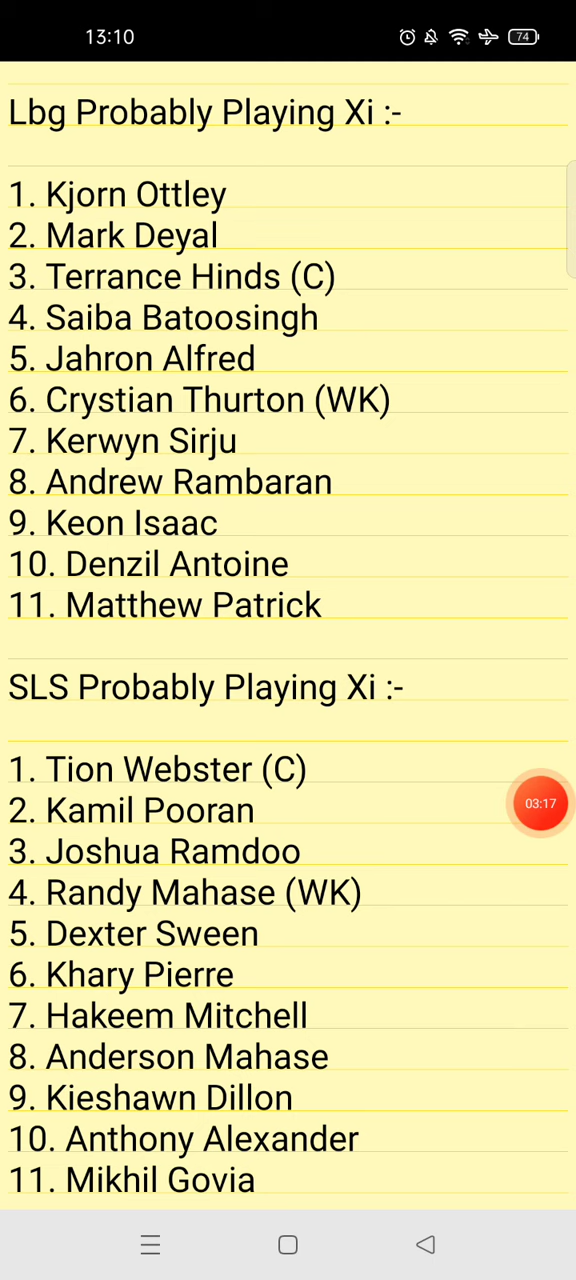 13:10
74
Lbg Probably Playing Xi :-
1. Kjorn Ottley
2. Mark Deyal
3. Terrance Hinds (C)
4. Saiba Batoosingh
5. Jahron Alfred
6. Crystian Thurton (WK)
7. Kerwyn Sirju
8. Andrew Rambaran
9. Keon Isaac
10. Denzil Antoine
11. Matthew Patrick
SLS Probably Playing Xi :-
1. Tion Webster (C)
03:17
2. Kamil Pooran
3. Joshua Ramdoo
4. Randy Mahase (WK)
5. Dexter Sween
6. Khary Pierre
7. Hakeem Mitchell
8. Anderson Mahase
9. Kieshawn Dillon
10. Anthony Alexander
11. Mikhil Govia